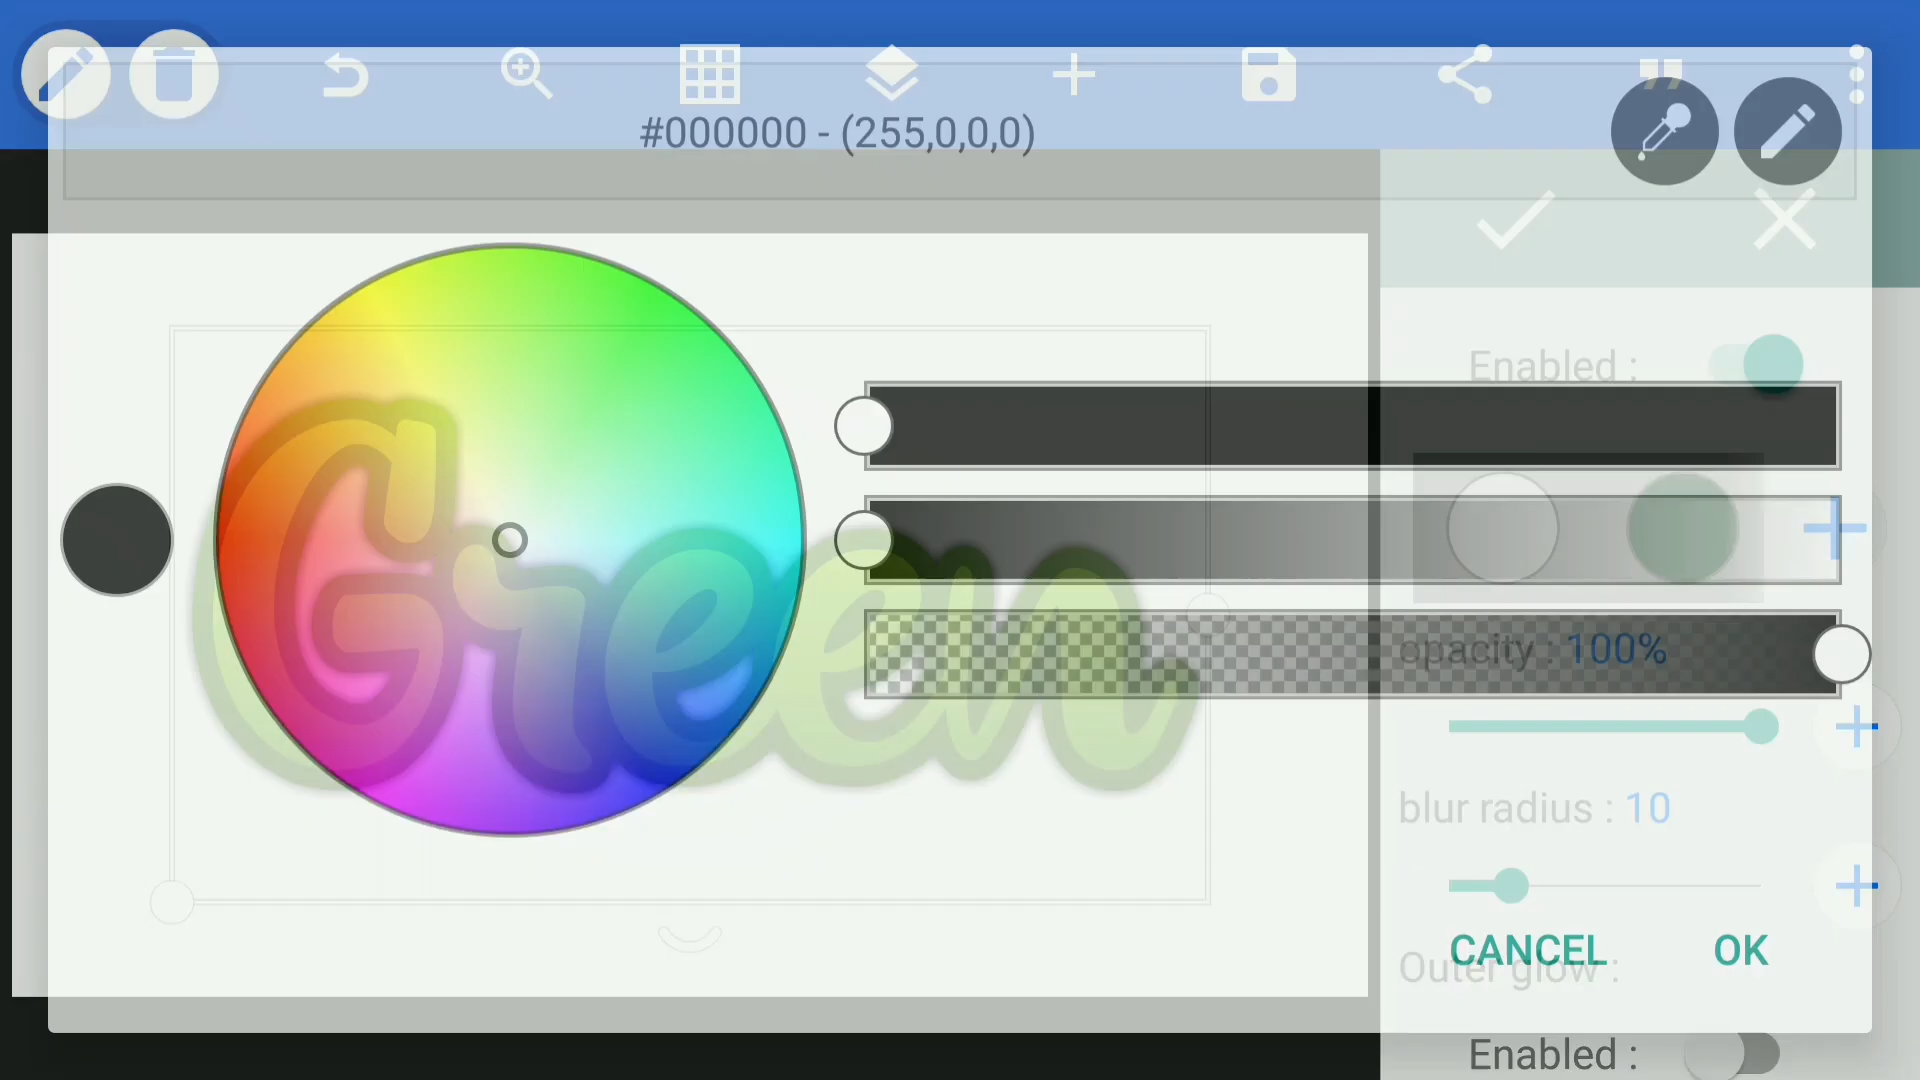 #000000 - (255,0,0,0)
Enabled :
Green
opacity : 100%
blur radius : 10
CANCEL
OK
Outer glow :
Enabled :